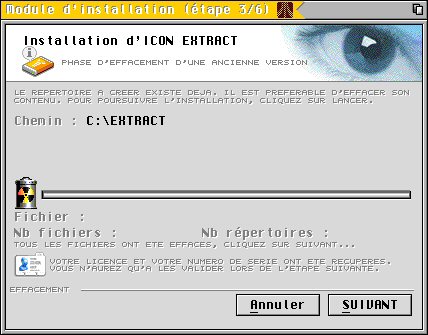 Module d'installation (étape 3/6)
Installation d'ICON EXTRACT
PHASE D'EFFACEMENT D'UNE ANCIENNE VERSION
LE REPERTOIRE A CREER EXISTE DEJA. IL EST PREFERABLE D'EFFACER SON
CONTENU. POUR POURSUIVRE L'INSTALLATION, CLIQUEZ SUR LANCER.
Chenin : C:\EXTRACT
Fichier :
Nb fichiers : Nb répertoires :
TOUS LES FICHIERS ONT ETE EFFACES, CLIQUEZ SUR SUIVANT...
VOTRE LICENCE ET VOTRE NUMERO DE SERIE ONT ETE RECUPERES.
VOUS N'AUREZ QU'A LES VALIDER LORS DE L'ETAPE SUIVANTE.
EFFACEMENT
Annuler SUIVANT